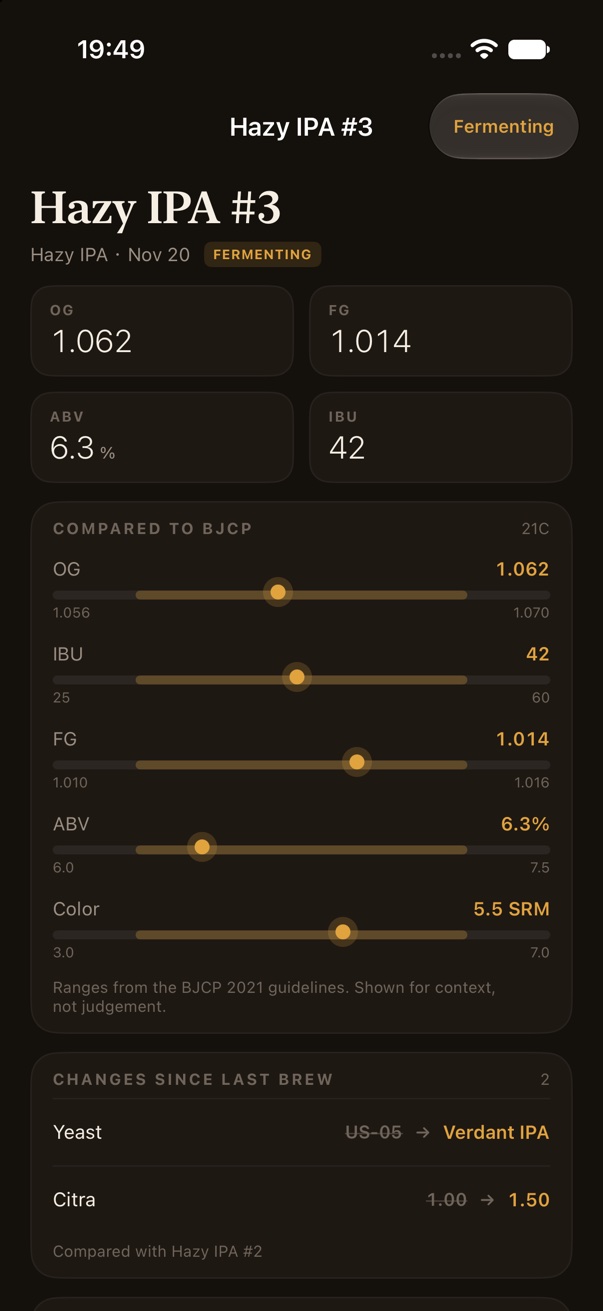 19:49
Hazy IPA #3
Fermenting
Hazy IPA #3
Hazy IPA · Nov 20 FERMENTING
OG FG
1.062 1.014
ABV IBU
6.3 % 42
COMPARED TO BJCP 21C
OG 1.062
1.056 1.070
IBU 42
25 60
FG 1.014
1.010 1.016
ABV 6.3%
6.0 7.5
Color 5.5 SRM
3.0 7.0
Ranges from the BJCP 2021 guidelines. Shown for context,
not judgement.
CHANGES SINCE LAST BREW 2
Yeast US-05 → Verdant IPA
Citra 1.00 → 1.50
Compared with Hazy IPA #2